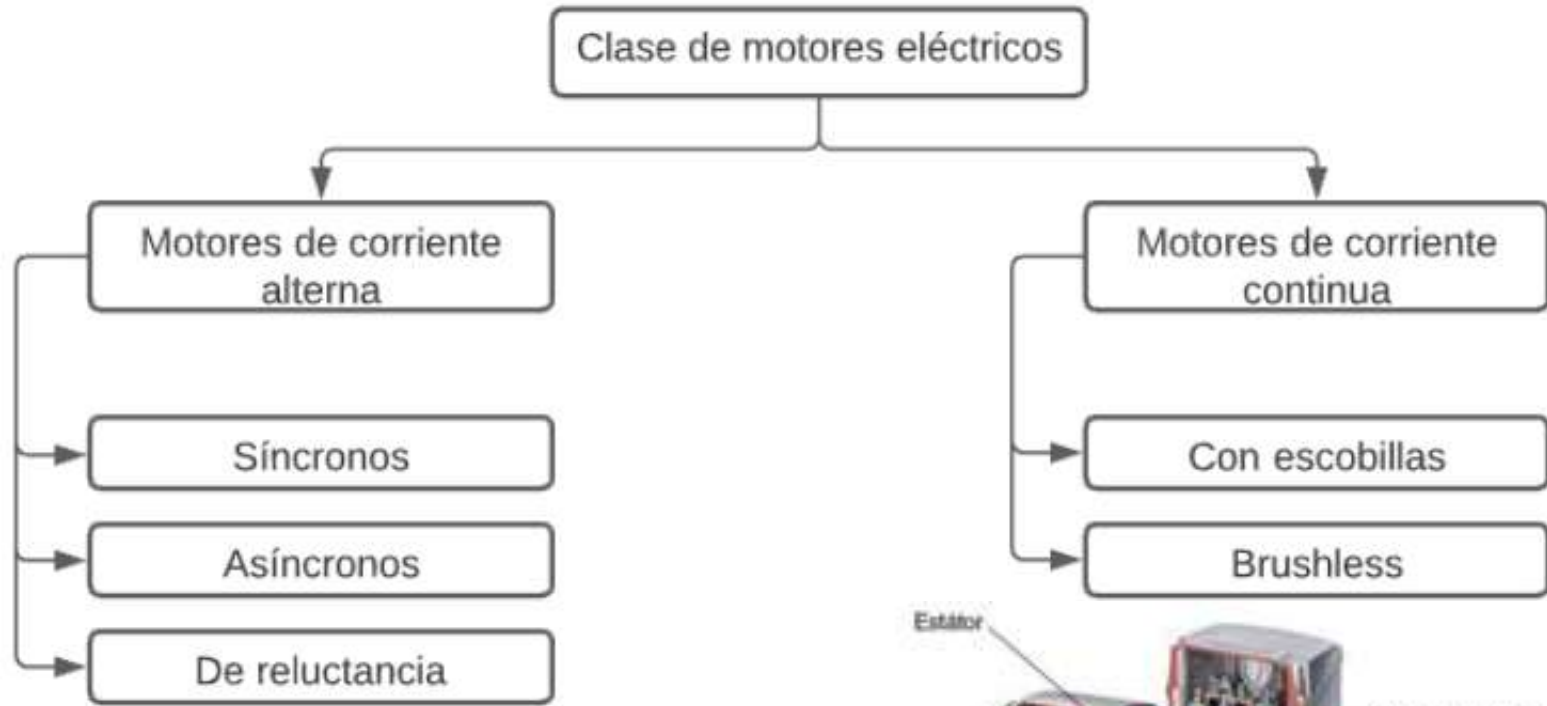 Clase de motores eléctricos
Motores de corriente
alterna
Síncronos
Asíncronos
De reluctancia
Motores de corriente
continua
Con escobillas
Brushless
Estátor